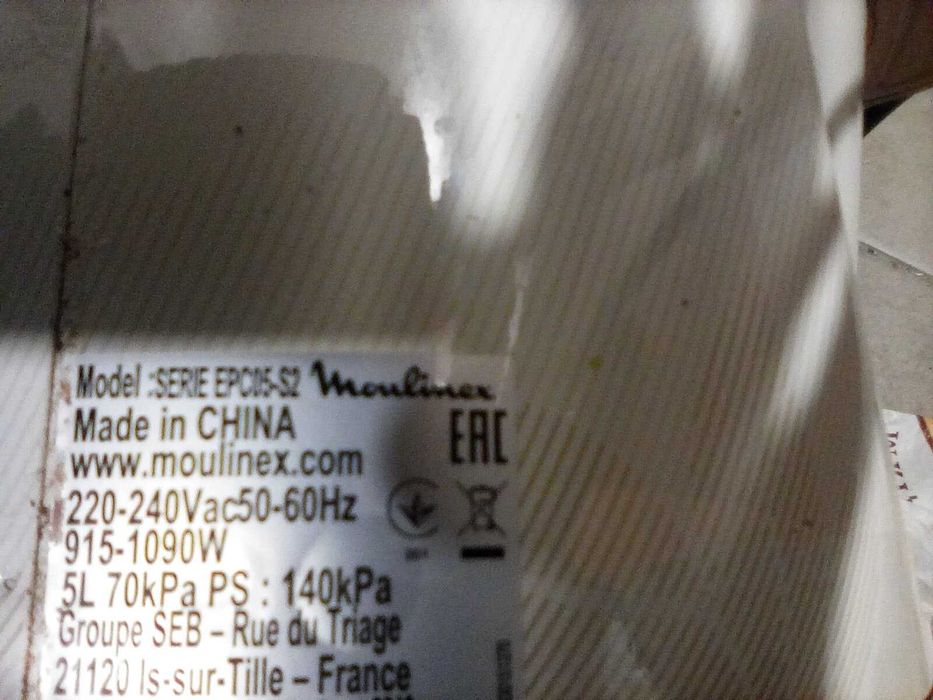 Model :SERIE EPC05-S2 Moulinex
Made in CHINA
EAC
www.moulinex.com
220-240Vac50-60Hz
915-1090W
5L 70kPa PS : 140kPa
Groupe SEB – Rue du Triage
21120 Is-sur-Tille – France